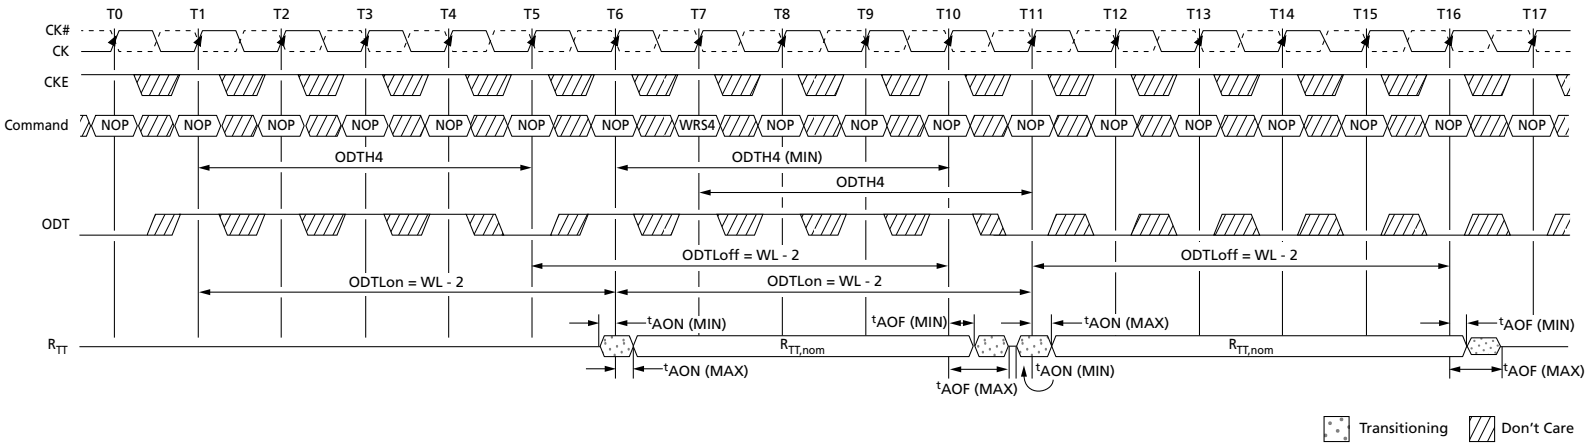 T0 T1 T2 T3 T4 T5 T6 T7 T8 T9 T10 T11 T12 T13 T14 T15 T16 T17
CK#
CK
CKE
Command NOP NOP NOP NOP NOP NOP NOP WRS4 NOP NOP NOP NOP NOP NOP NOP NOP NOP NOP
ODTH4 ODTH4 (MIN)
ODTH4
ODT
ODTLoff = WL - 2 ODTLoff = WL - 2
ODTLon = WL - 2 ODTLon = WL - 2
tAON (MIN) tAOF (MIN) tAON (MAX) tAOF (MIN)
RTT RTT,nom RTT,nom
tAON (MAX) tAON (MIN) tAOF (MAX)
tAOF (MAX)
Transitioning Don't Care